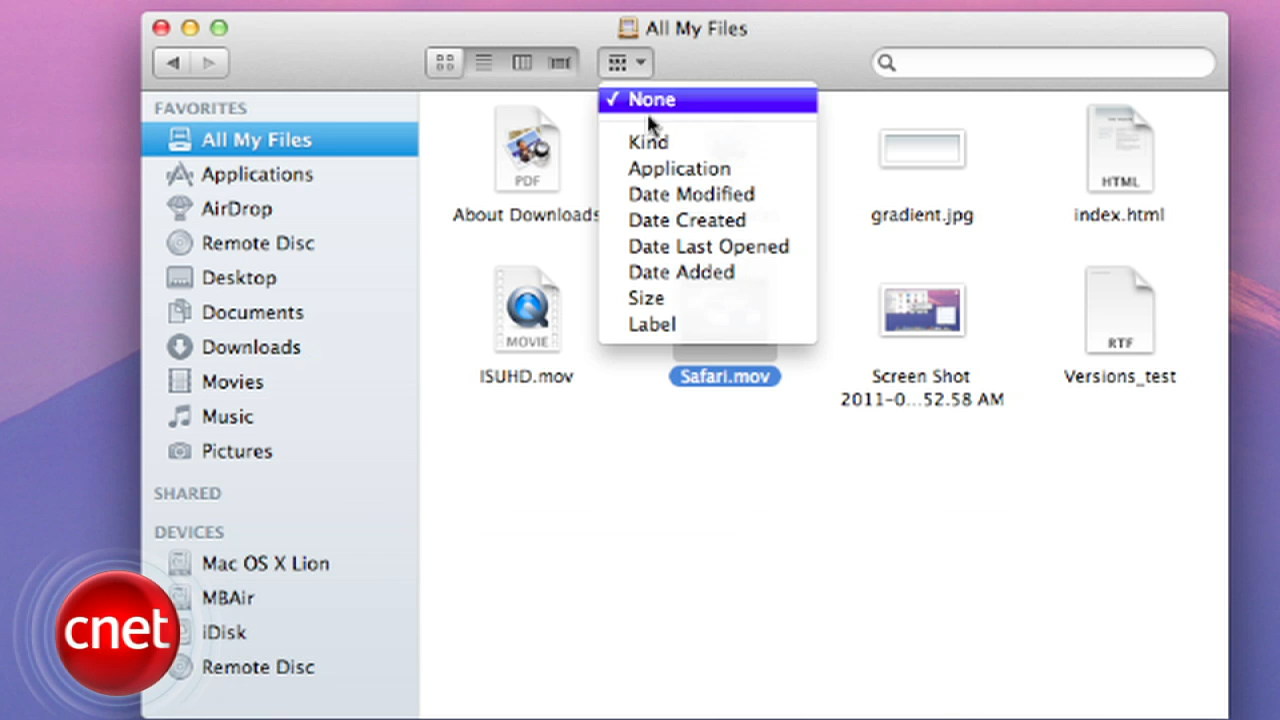 All My Files
FAVORITES
All My Files
Applications
AirDrop
Remote Disc
Desktop
Documents
Downloads
Movies
Music
Pictures
SHARED
DEVICES
Mac OS X Lion
MBAir
iDisk
Remote Disc
✓ None
Kind
Application
Date Modified
Date Created
Date Last Opened
Date Added
Size
Label
PDF
About Downloads
gradient.jpg
HTML
index.html
MOVIE
ISUHD.mov
Safari.mov
Screen Shot
2011-0...52.58 AM
RTF
Versions_test
cnet